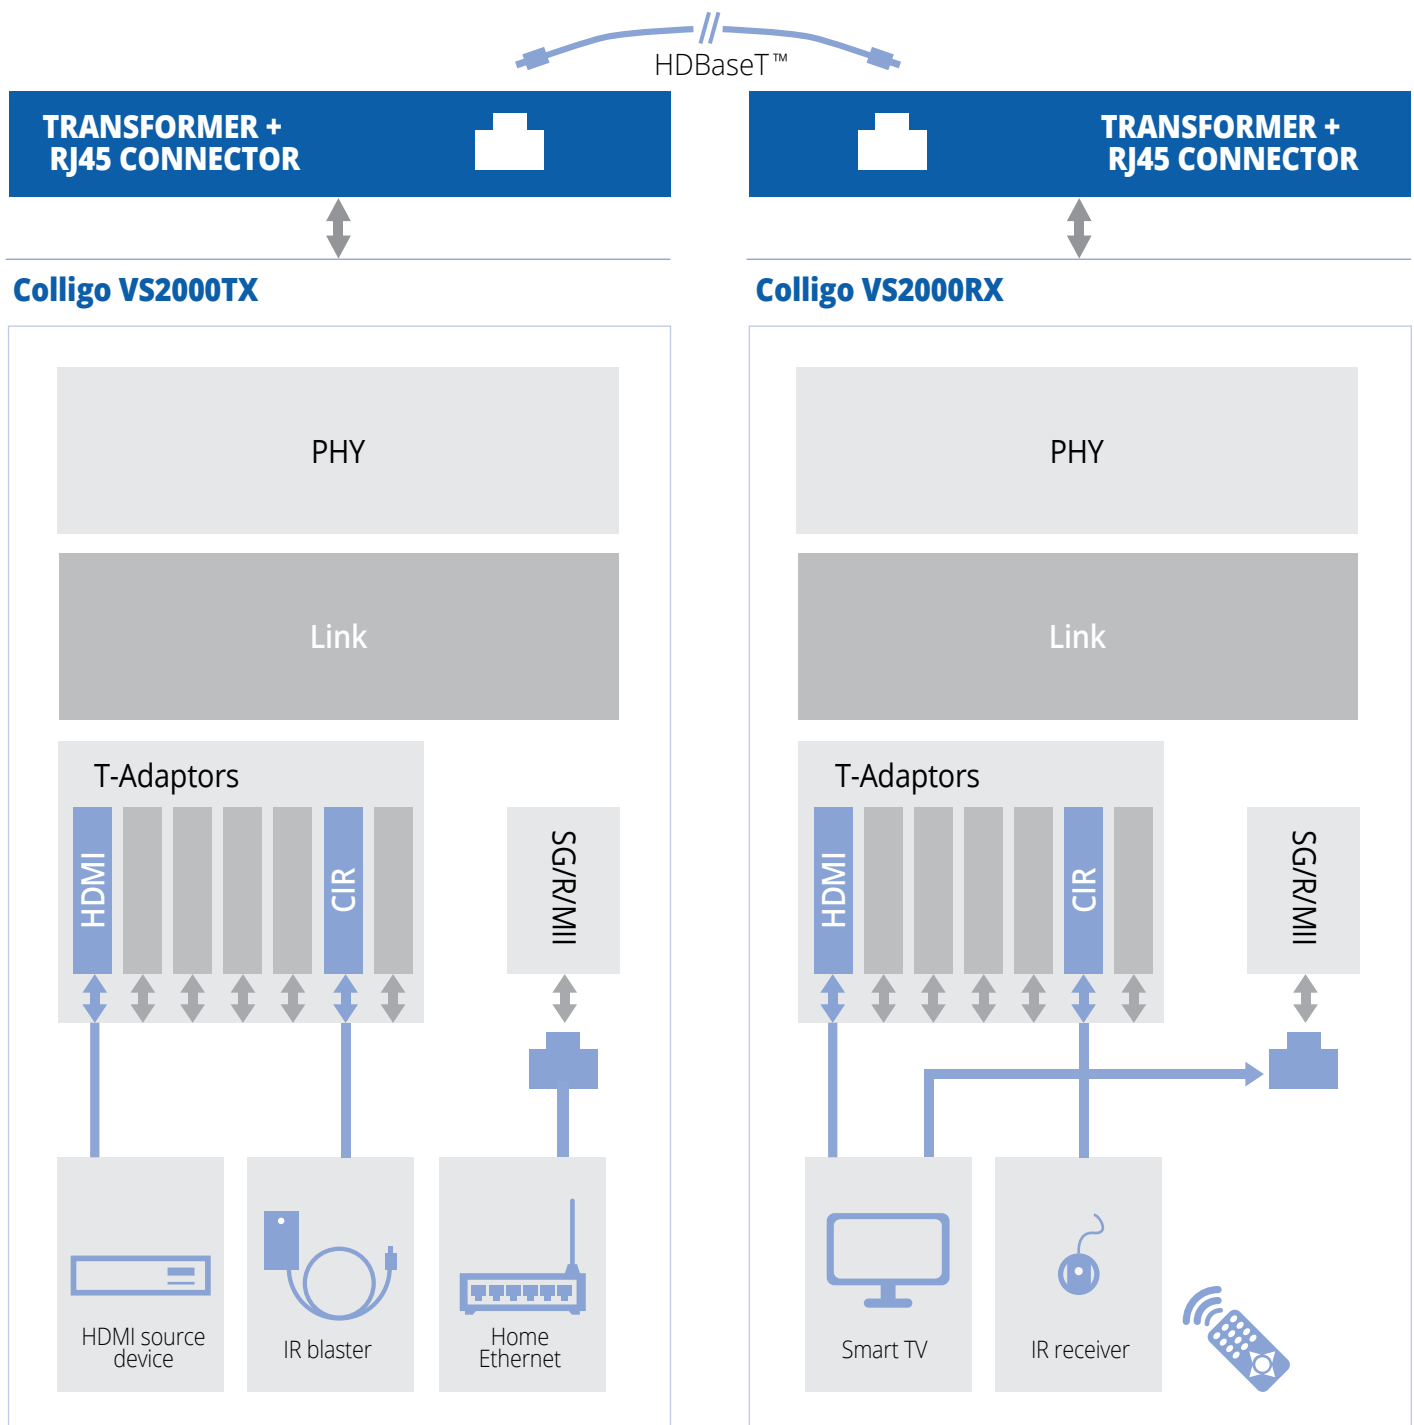 HDBaseT™
TRANSFORMER +
RJ45 CONNECTOR
TRANSFORMER +
RJ45 CONNECTOR
Colligo VS2000TX
PHY
Link
T-Adaptors
HDMI
CIR
SG/R/MII
HDMI source
device
IR blaster
Home
Ethernet
Colligo VS2000RX
PHY
Link
T-Adaptors
HDMI
CIR
SG/R/MII
Smart TV
IR receiver